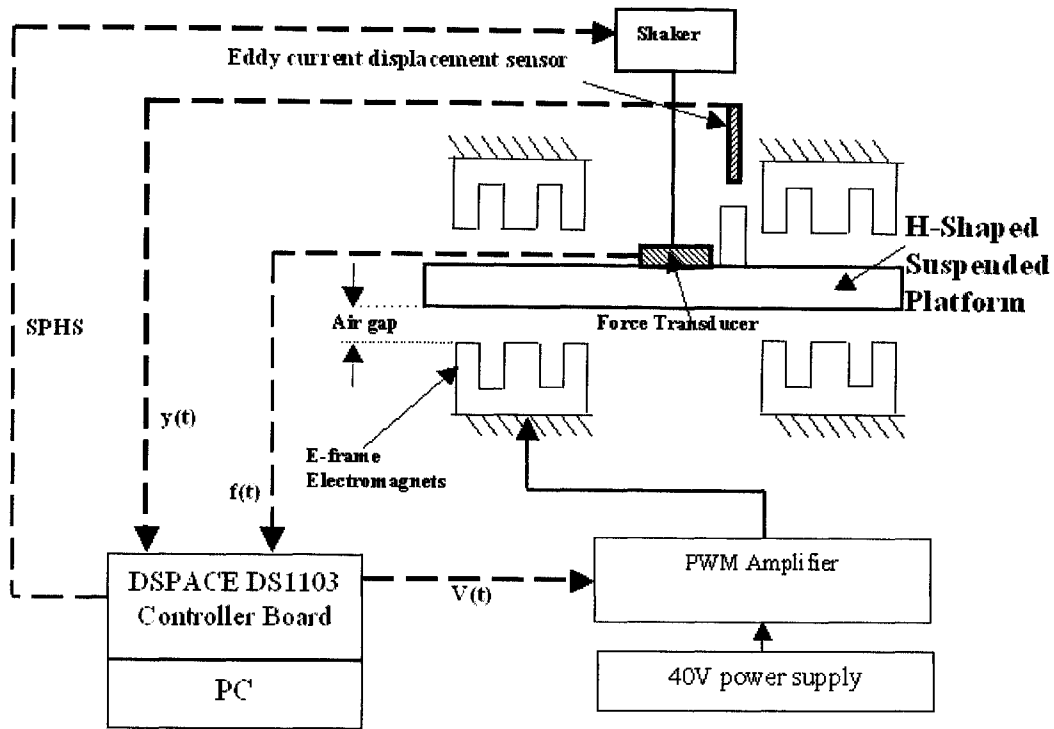 Shaker
Eddy current displacement sensor
H-Shaped
Suspended
Platform
SPHS
Air gap
Force Transducer
y(t)
E-frame
Electromagnets
f(t)
DSPACE DS1103
Controller Board
PC
V(t)
PWM Amplifier
40V power supply